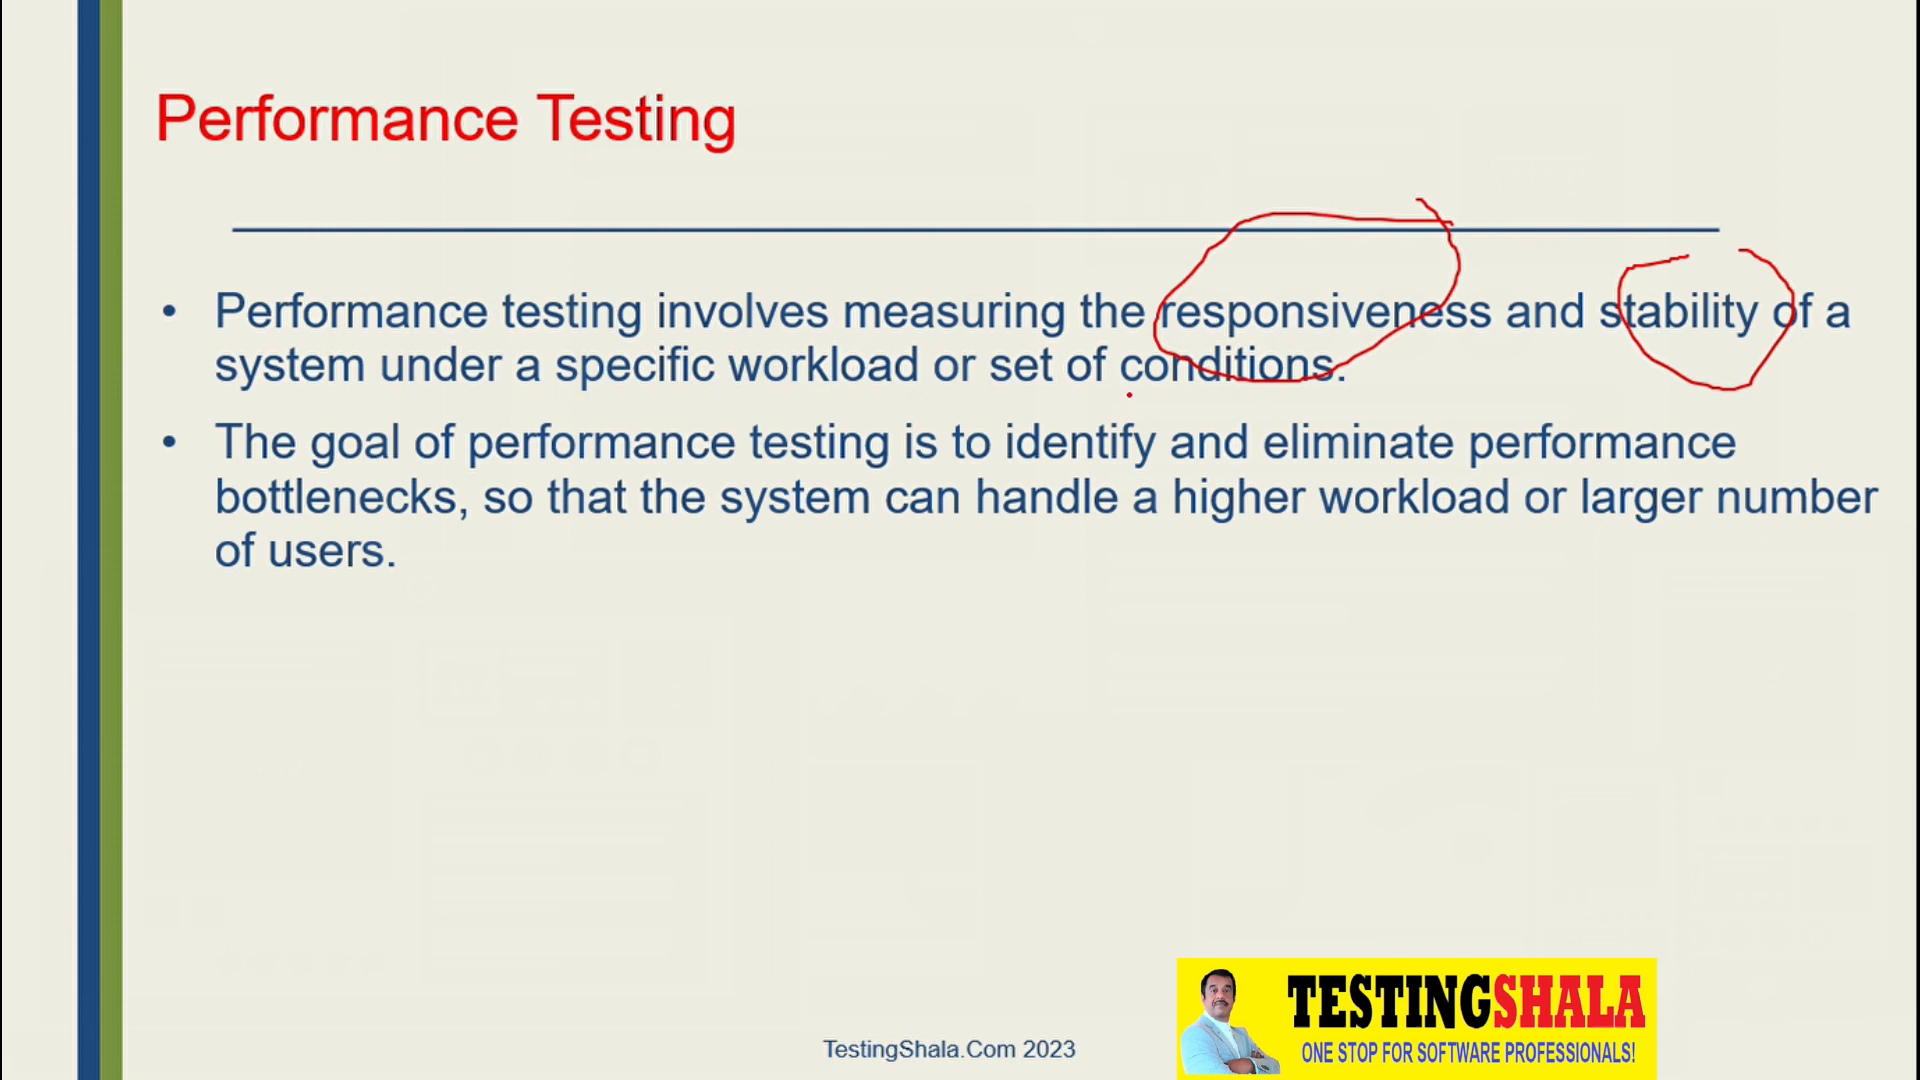 Performance Testing
• Performance testing involves measuring the responsiveness and stability of a
system under a specific workload or set of conditions.
• The goal of performance testing is to identify and eliminate performance
bottlenecks, so that the system can handle a higher workload or larger number
of users.
TestingShala.Com 2023
TESTINGSHALA
ONE STOP FOR SOFTWARE PROFESSIONALS!